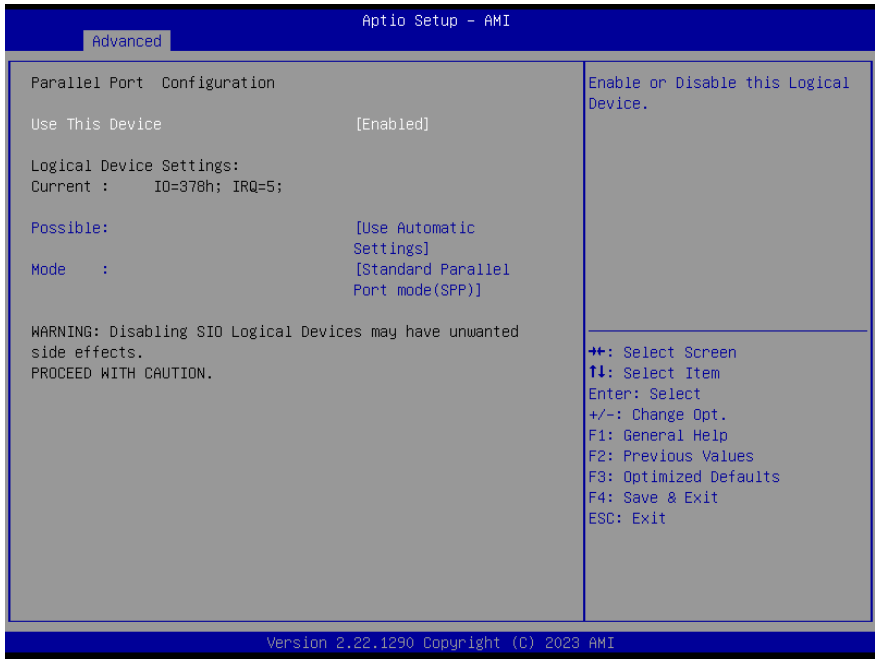 Aptio Setup - AMI
Advanced
Parallel Port Configuration
Use This Device [Enabled]
Logical Device Settings:
Current : IO=378h; IRQ=5;
Possible: [Use Automatic
Settings]
Mode : [Standard Parallel
Port mode(SPP)]
WARNING: Disabling SIO Logical Devices may have unwanted
side effects.
PROCEED WITH CAUTION.
Enable or Disable this Logical
Device.
→←: Select Screen
↑↓: Select Item
Enter: Select
+/-: Change Opt.
F1: General Help
F2: Previous Values
F3: Optimized Defaults
F4: Save & Exit
ESC: Exit
Version 2.22.1290 Copyright (C) 2023 AMI